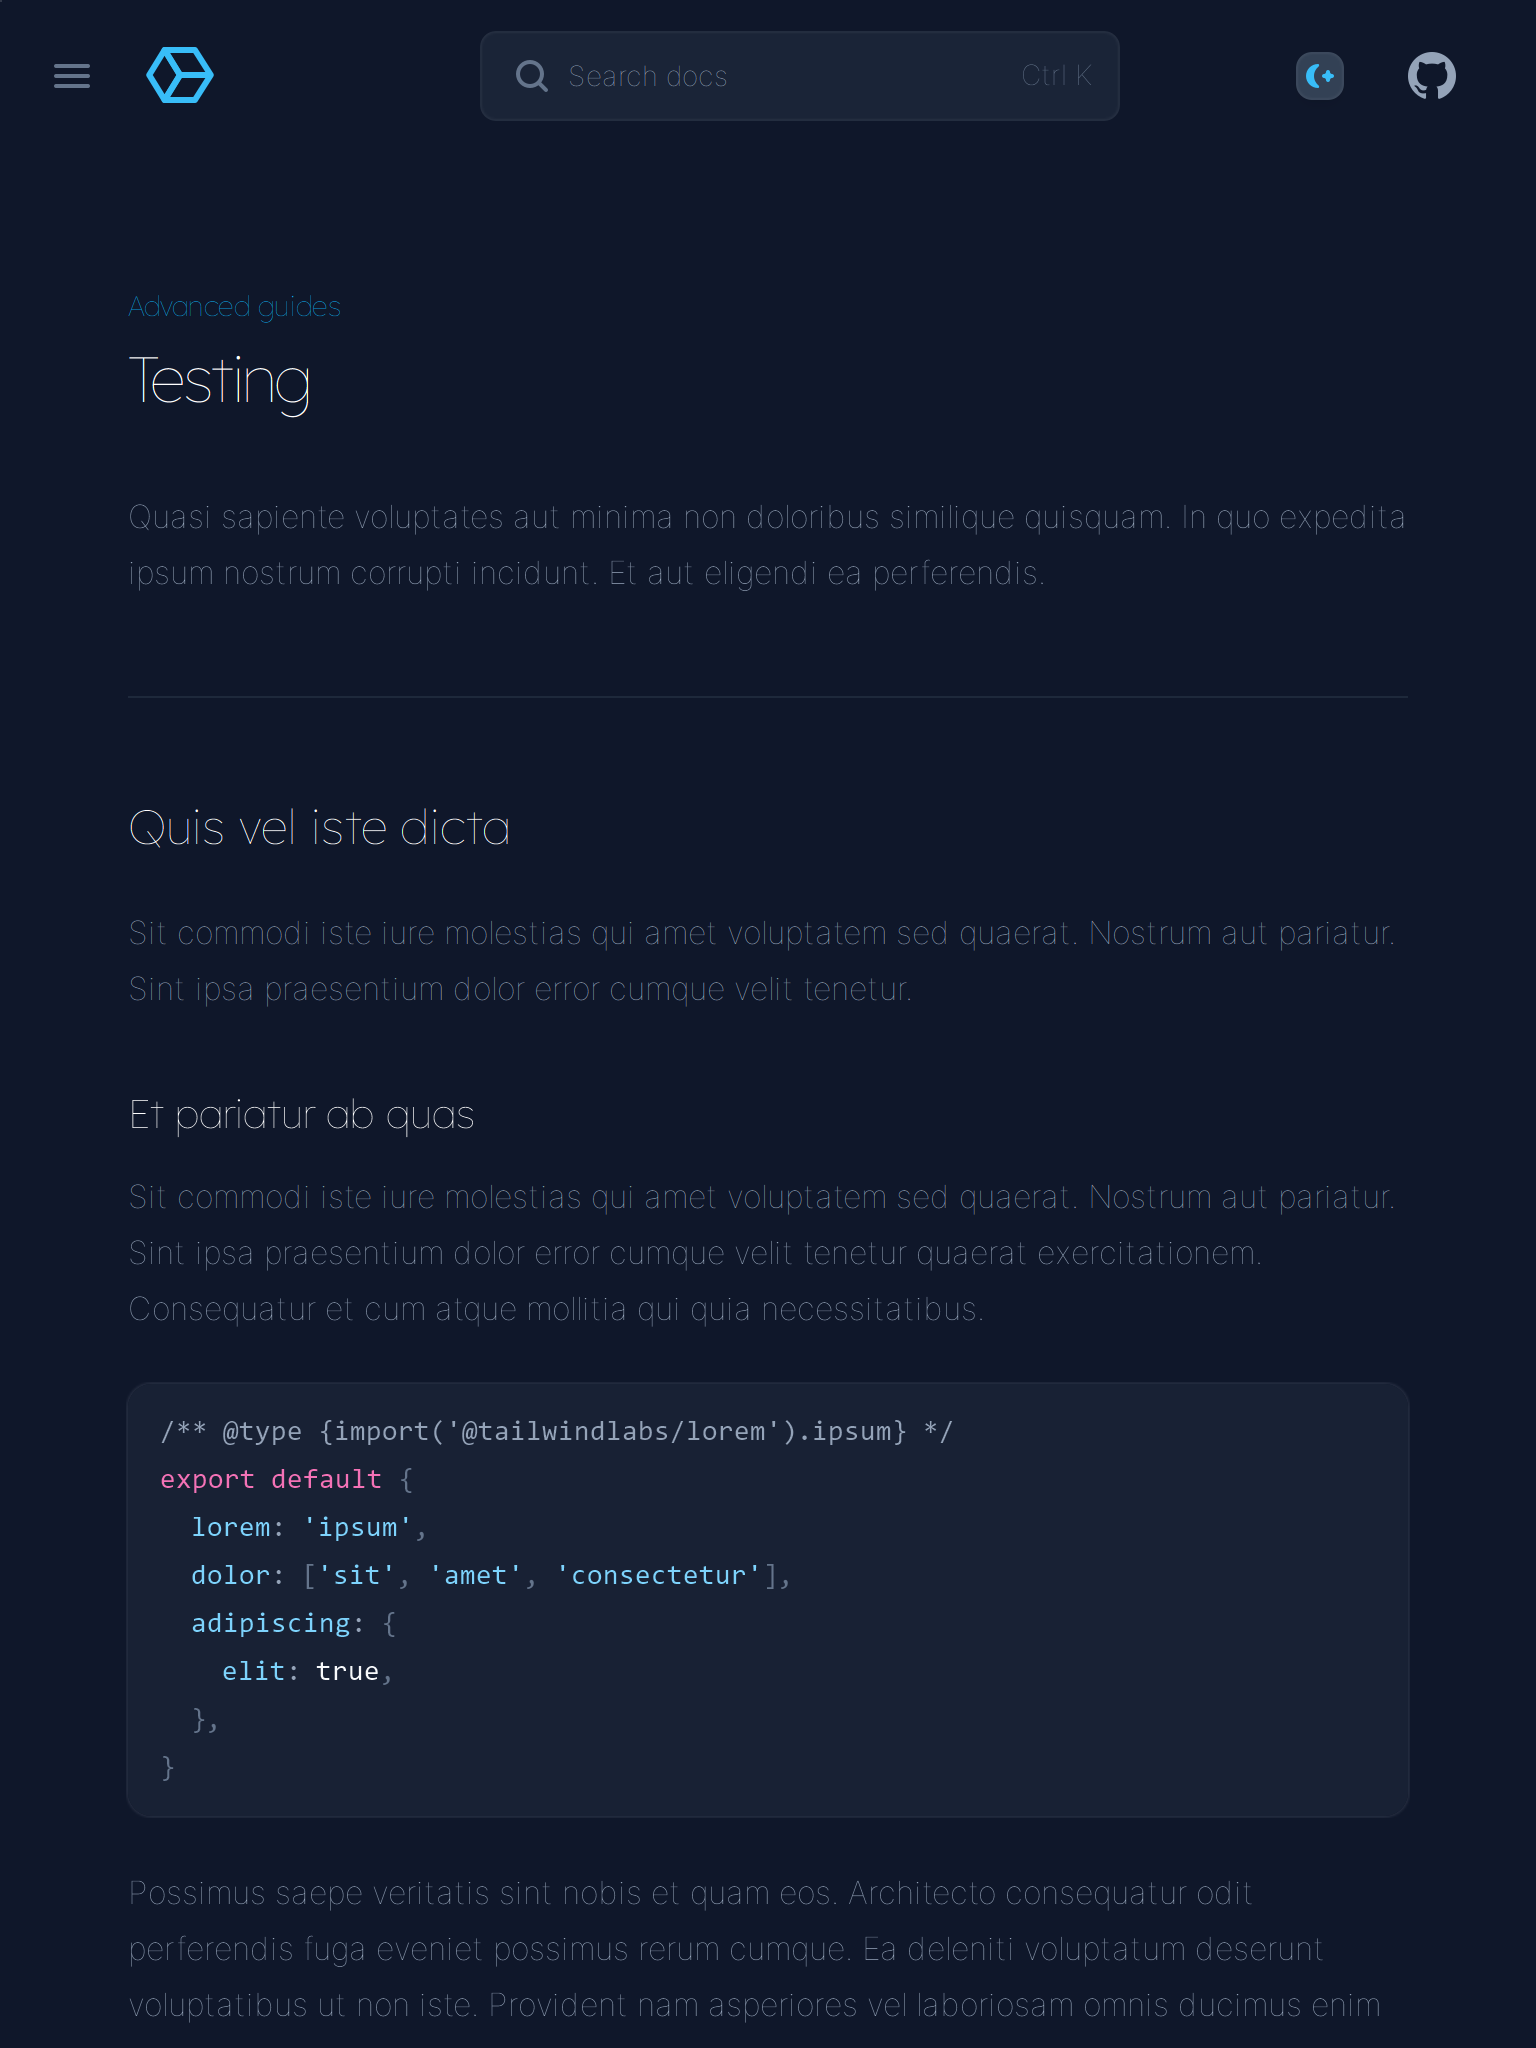 Search docs
Ctrl K
Advanced guides
Testing
Quasi sapiente voluptates aut minima non doloribus similique quisquam. In quo expedita
ipsum nostrum corrupti incidunt. Et aut eligendi ea perferendis.
Quis vel iste dicta
Sit commodi iste iure molestias qui amet voluptatem sed quaerat. Nostrum aut pariatur.
Sint ipsa praesentium dolor error cumque velit tenetur.
Et pariatur ab quas
Sit commodi iste iure molestias qui amet voluptatem sed quaerat. Nostrum aut pariatur.
Sint ipsa praesentium dolor error cumque velit tenetur quaerat exercitationem.
Consequatur et cum atque mollitia qui quia necessitatibus.
/** @type {import('@tailwindlabs/lorem').ipsum} */
export default {
  lorem: 'ipsum',
  dolor: ['sit', 'amet', 'consectetur'],
  adipiscing: {
    elit: true,
  },
}
Possimus saepe veritatis sint nobis et quam eos. Architecto consequatur odit
perferendis fuga eveniet possimus rerum cumque. Ea deleniti voluptatum deserunt
voluptatibus ut non iste. Provident nam asperiores vel laboriosam omnis ducimus enim